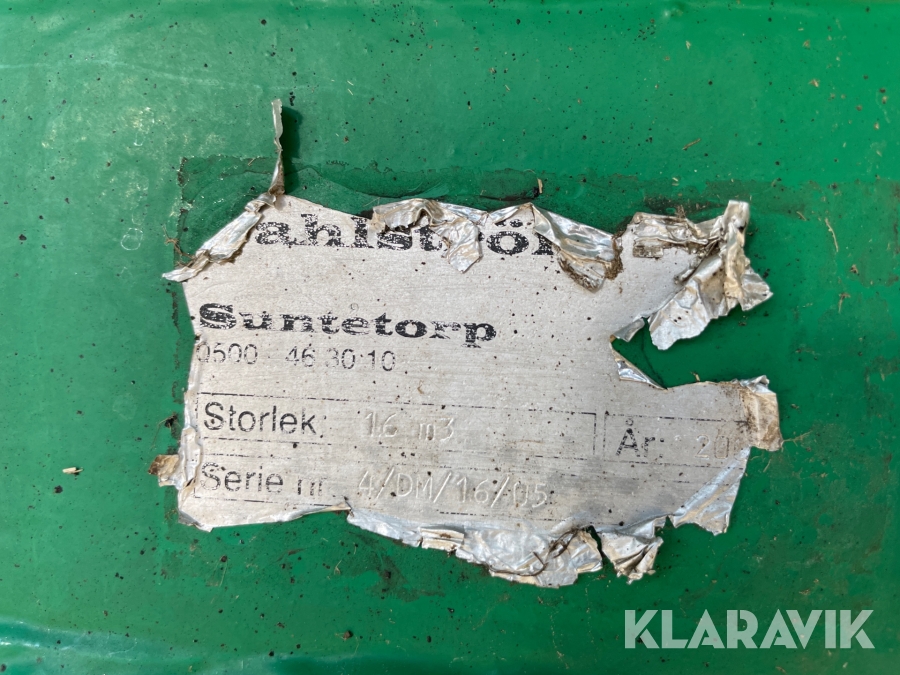 Suntetorp
0500 - 46 30 10
Storlek 16 m3
År: 20
Serie nr. 4/DM/16/05
KLARAVIK